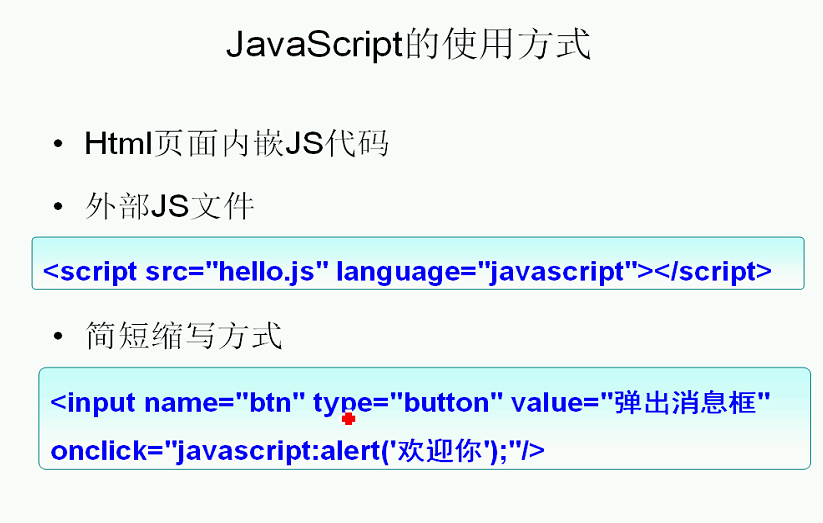 JavaScript的使用方式
• Html页面内嵌JS代码
• 外部JS文件
<script src="hello.js" language="javascript"></script>
• 简短缩写方式
<input name="btn" type="button" value="弹出消息框"
onclick="javascript:alert('欢迎你');"/>